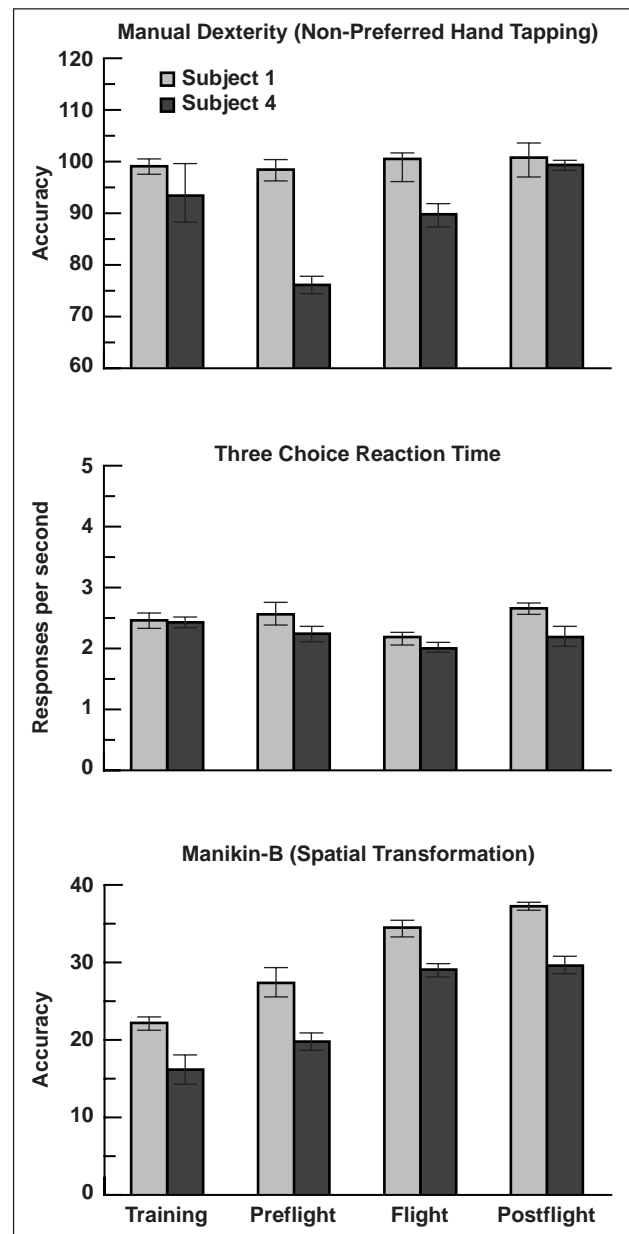 Manual Dexterity (Non-Preferred Hand Tapping)
120
110
100
90
80
70
60
Accuracy
Subject 1
Subject 4
Three Choice Reaction Time
5
4
3
2
1
0
Responses per second
Manikin-B (Spatial Transformation)
40
30
20
10
0
Accuracy
Training Preflight Flight Postflight